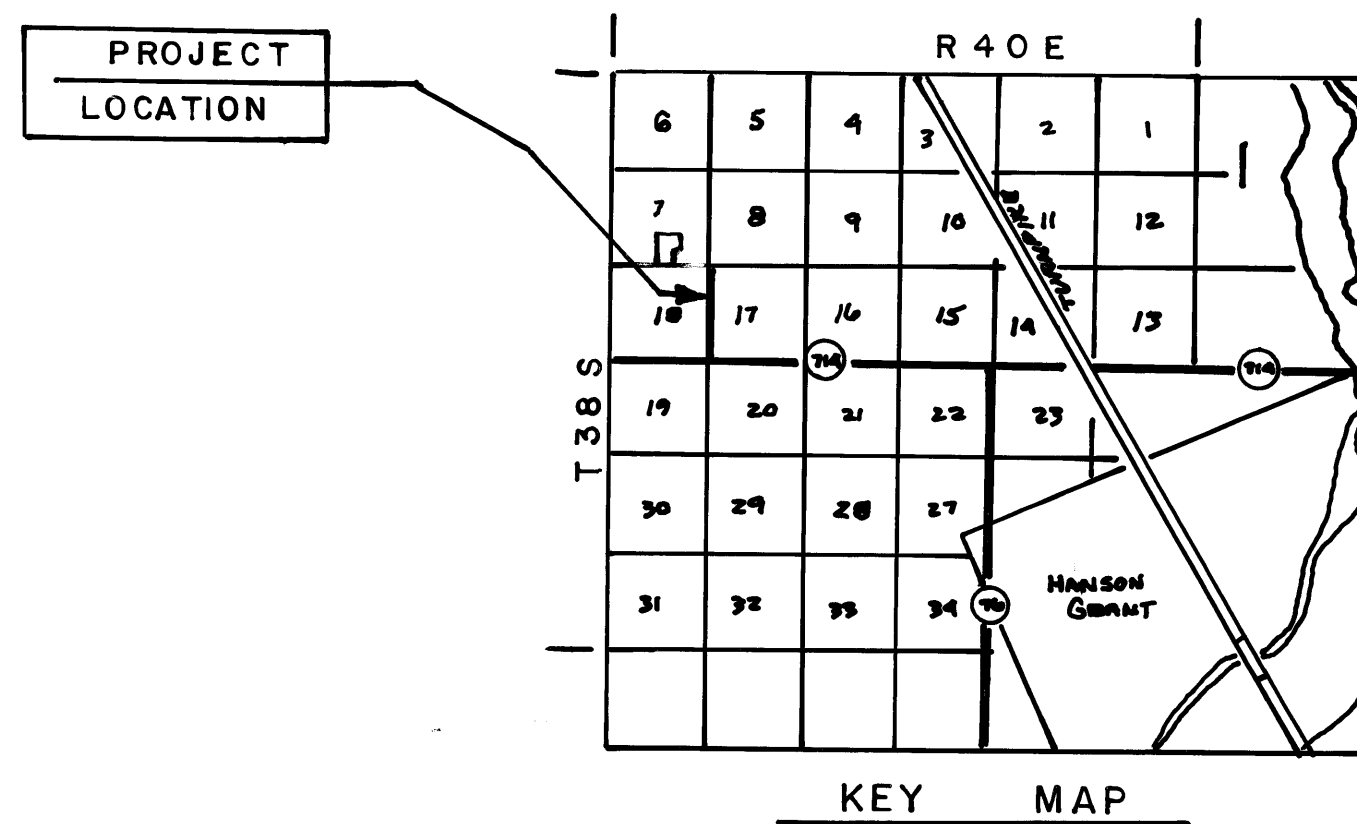 PROJECT
LOCATION
R 40 E
6 5 4 3 2 1
7 8 9 10 11 12
TURNPIKE
18 17 16 15 14 13
714 714
T 38 S
19 20 21 22 23
30 29 28 27
31 32 33 34 76
HANSON
GRANT
KEY MAP